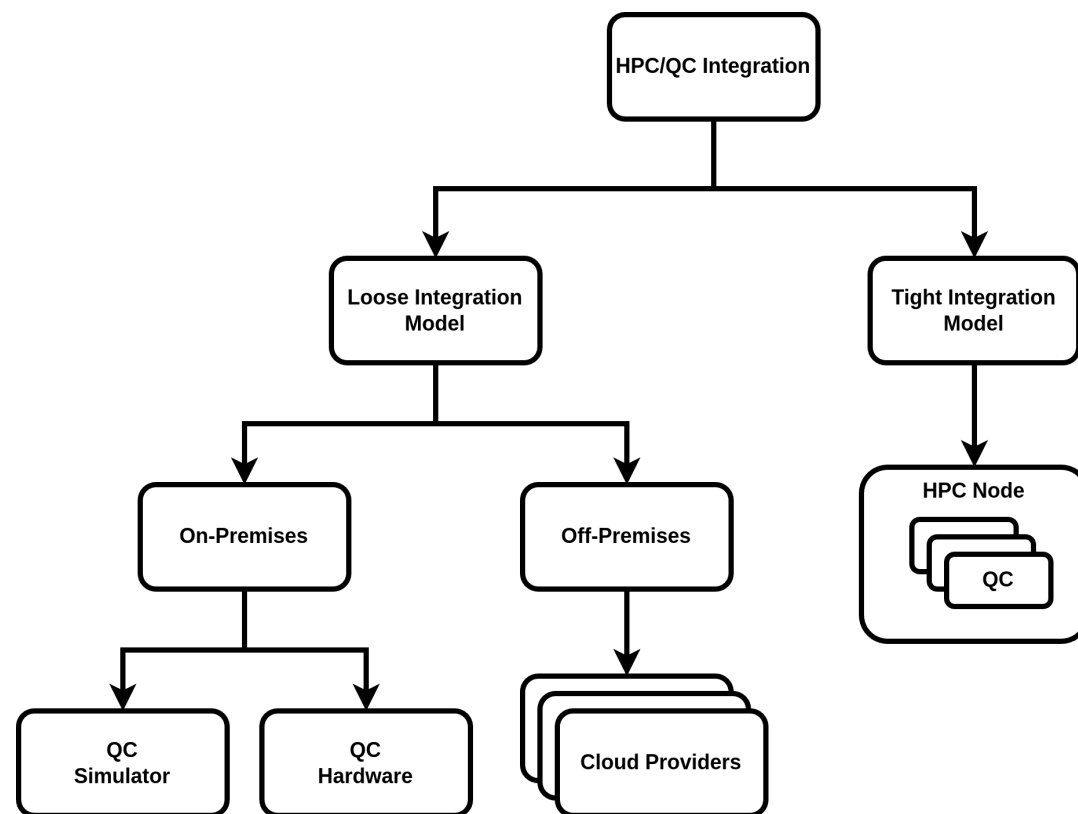 HPC/QC Integration
Loose Integration
Model
Tight Integration
Model
HPC Node
QC
On-Premises
Off-Premises
QC
Simulator
QC
Hardware
Cloud Providers